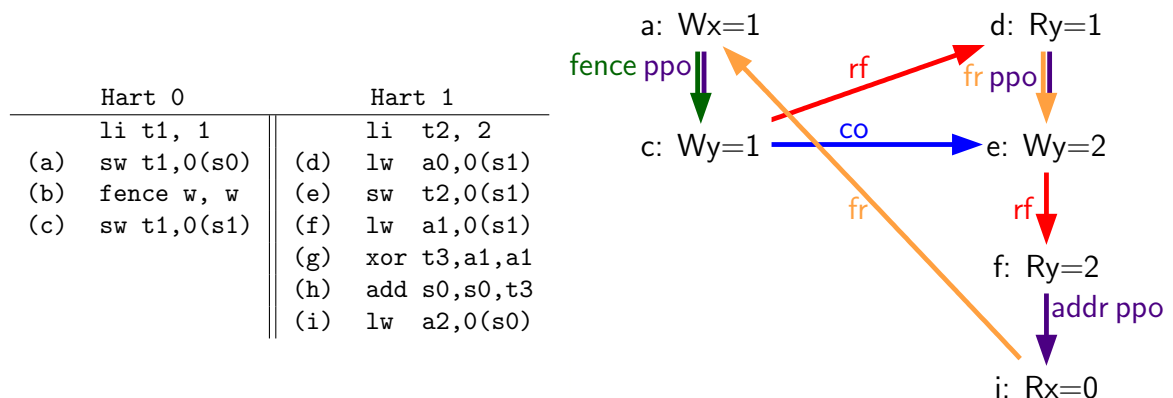 Hart 0 Hart 1
li t1, 1 li t2, 2
(a) sw t1,0(s0) (d) lw a0,0(s1)
(b) fence w, w (e) sw t2,0(s1)
(c) sw t1,0(s1) (f) lw a1,0(s1)
(g) xor t3,a1,a1
(h) add s0,s0,t3
(i) lw a2,0(s0)
a: Wx=1 d: Ry=1
fence ppo rf fr ppo
c: Wy=1 co e: Wy=2
fr rf
f: Ry=2
addr ppo
i: Rx=0